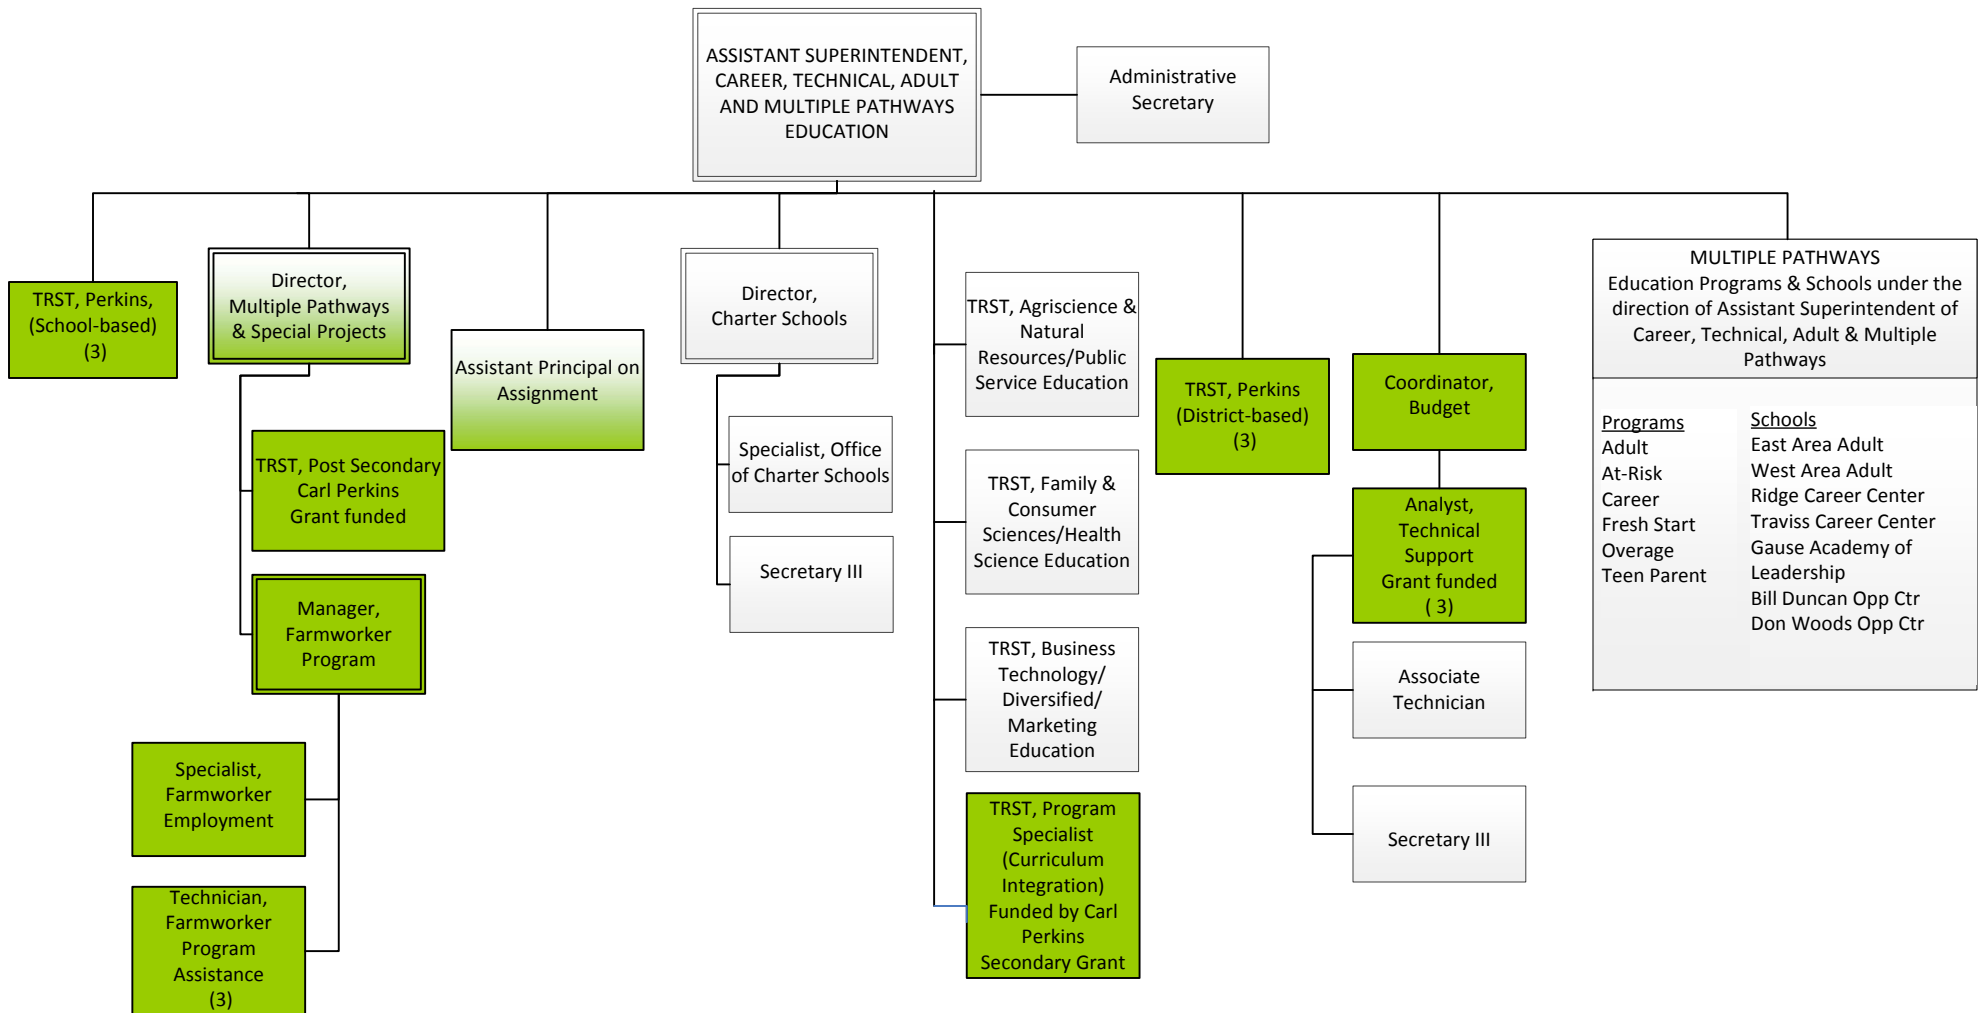 ASSISTANT SUPERINTENDENT,
CAREER, TECHNICAL, ADULT
AND MULTIPLE PATHWAYS
EDUCATION
Administrative
Secretary
TRST, Perkins,
(School-based)
(3)
Director,
Multiple Pathways
& Special Projects
TRST, Post Secondary
Carl Perkins
Grant funded
Manager,
Farmworker
Program
Specialist,
Farmworker
Employment
Technician,
Farmworker
Program
Assistance
(3)
Assistant Principal on
Assignment
Director,
Charter Schools
Specialist, Office
of Charter Schools
Secretary III
TRST, Agriscience &
Natural
Resources/Public
Service Education
TRST, Family &
Consumer
Sciences/Health
Science Education
TRST, Business
Technology/
Diversified/
Marketing
Education
TRST, Program
Specialist
(Curriculum
Integration)
Funded by Carl
Perkins
Secondary Grant
TRST, Perkins
(District-based)
(3)
Coordinator,
Budget
Analyst,
Technical
Support
Grant funded
( 3)
Associate
Technician
Secretary III
MULTIPLE PATHWAYS
Education Programs & Schools under the
direction of Assistant Superintendent of
Career, Technical, Adult & Multiple
Pathways
Programs
Adult
At-Risk
Career
Fresh Start
Overage
Teen Parent
Schools
East Area Adult
West Area Adult
Ridge Career Center
Traviss Career Center
Gause Academy of
Leadership
Bill Duncan Opp Ctr
Don Woods Opp Ctr